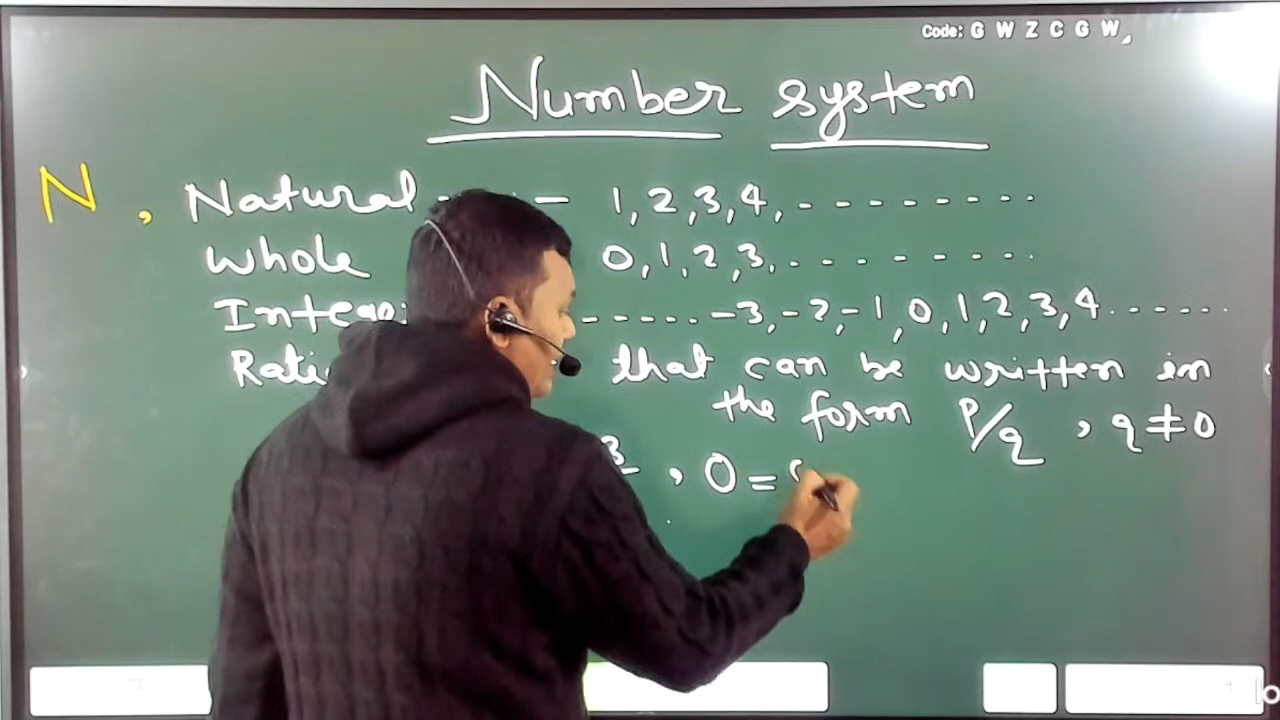 Code: G W Z C G W
Number system
N, Natural - 1, 2, 3, 4, - - - - - - - -
Whole 0, 1, 2, 3, - - - - - - - - -
- - - - - -3, -2, -1, 0, 1, 2, 3, 4 - - - - - -
that can be written in
the form P/q, q ≠ 0
3, 0 =